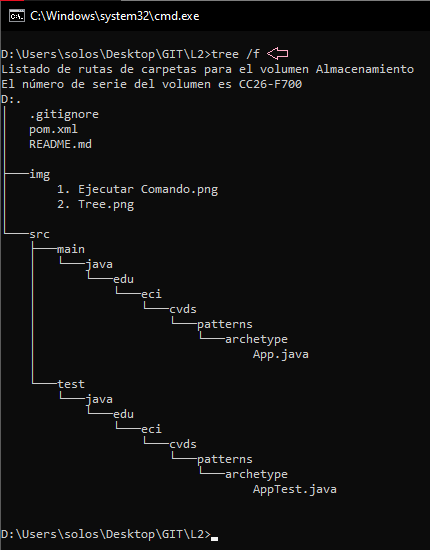 C:\Windows\system32\cmd.exe
D:\Users\solos\Desktop\GIT\L2>tree /f
Listado de rutas de carpetas para el volumen Almacenamiento
El número de serie del volumen es CC26-F700
D:.
│   .gitignore
│   pom.xml
│   README.md
│
├───img
│       1. Ejecutar Comando.png
│       2. Tree.png
│
└───src
    ├───main
    │   └───java
    │       └───edu
    │           └───eci
    │               └───cvds
    │                   └───patterns
    │                       └───archetype
    │                               App.java
    │
    └───test
        └───java
            └───edu
                └───eci
                    └───cvds
                        └───patterns
                            └───archetype
                                    AppTest.java
D:\Users\solos\Desktop\GIT\L2>